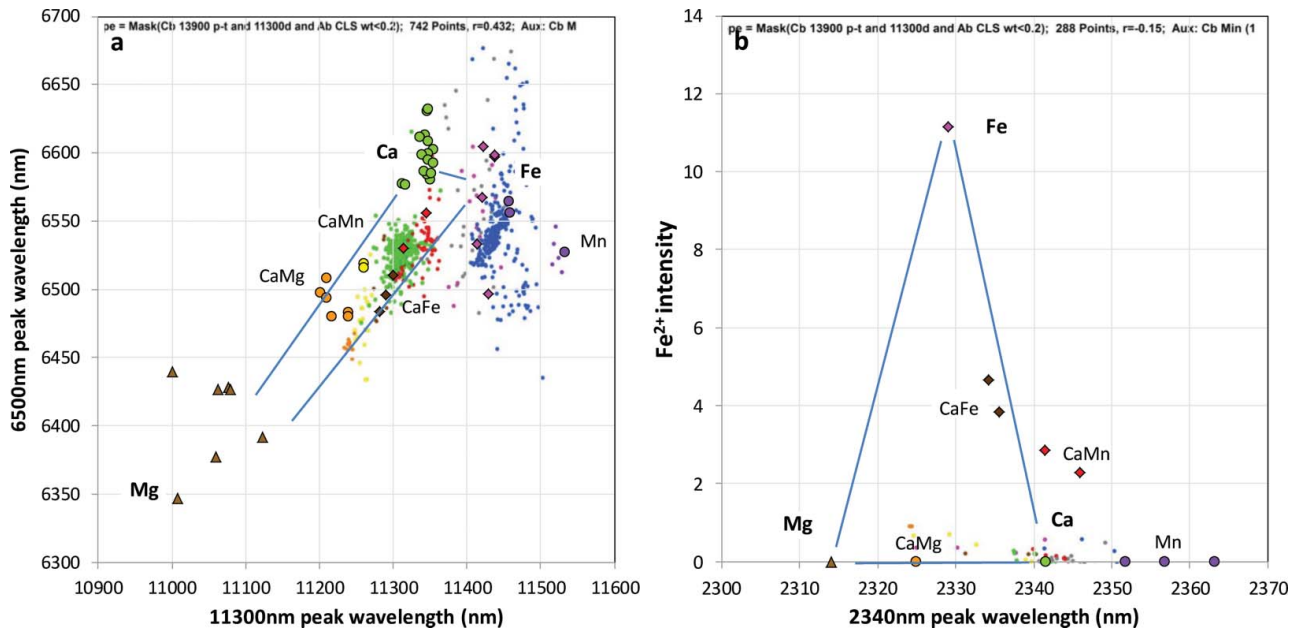 pe = Mask(Cb 13900 p-t and 11300d and Ab CLS wt<0.2);  742 Points, r=0.432;  Aux: Cb M
a
6700
6650
6600
6550
6500
6450
6400
6350
6300
6500nm peak wavelength (nm)
Ca
Fe
CaMn
Mn
CaMg
CaFe
Mg
10900 11000 11100 11200 11300 11400 11500 11600
11300nm peak wavelength (nm)
pe = Mask(Cb 13900 p-t and 11300d and Ab CLS wt<0.2);  288 Points, r=-0.15;  Aux: Cb Min (1
b
14
12
10
8
6
4
2
0
Fe2+ intensity
Fe
CaFe
CaMn
Mg
Ca
CaMg
Mn
2300 2310 2320 2330 2340 2350 2360 2370
2340nm peak wavelength (nm)